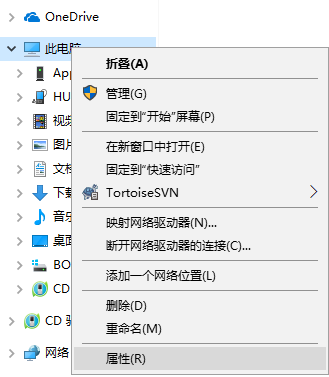 OneDrive
此电脑
折叠(A)
App
管理(G)
HU
固定到"开始"屏幕(P)
视频
图片
在新窗口中打开(E)
文档
固定到"快速访问"
下载
TortoiseSVN
音乐
映射网络驱动器(N)...
桌面
断开网络驱动器的连接(C)...
BO
添加一个网络位置(L)
CD
删除(D)
CD 驱
重命名(M)
网络
属性(R)